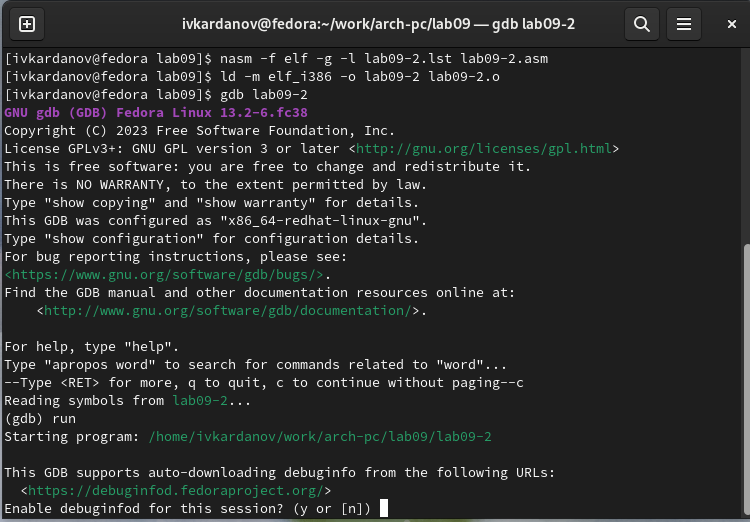 ivkardanov@fedora:~/work/arch-pc/lab09 — gdb lab09-2
[ivkardanov@fedora lab09]$ nasm -f elf -g -l lab09-2.lst lab09-2.asm
[ivkardanov@fedora lab09]$ ld -m elf_i386 -o lab09-2 lab09-2.o
[ivkardanov@fedora lab09]$ gdb lab09-2
GNU gdb (GDB) Fedora Linux 13.2-6.fc38
Copyright (C) 2023 Free Software Foundation, Inc.
License GPLv3+: GNU GPL version 3 or later <http://gnu.org/licenses/gpl.html>
This is free software: you are free to change and redistribute it.
There is NO WARRANTY, to the extent permitted by law.
Type "show copying" and "show warranty" for details.
This GDB was configured as "x86_64-redhat-linux-gnu".
Type "show configuration" for configuration details.
For bug reporting instructions, please see:
<https://www.gnu.org/software/gdb/bugs/>.
Find the GDB manual and other documentation resources online at:
    <http://www.gnu.org/software/gdb/documentation/>.

For help, type "help".
Type "apropos word" to search for commands related to "word"...
--Type <RET> for more, q to quit, c to continue without paging--c
Reading symbols from lab09-2...
(gdb) run
Starting program: /home/ivkardanov/work/arch-pc/lab09/lab09-2

This GDB supports auto-downloading debuginfo from the following URLs:
  <https://debuginfod.fedoraproject.org/>
Enable debuginfod for this session? (y or [n])